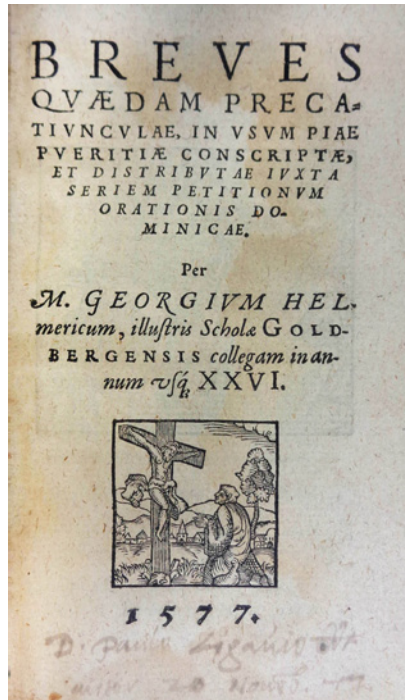 BREVES
QVÆDAM PRECA=
TIVNCVLAE, IN VSVM PIAE
PVERITIÆ CONSCRIPTÆ,
ET DISTRIBVTAE IVXTA
SERIEM PETITIONVM
ORATIONIS DO-
MINICAE.
Per
M. GEORGIVM HEL-
mericum, illuſtris Scholæ GOLD-
BERGENSIS collegam in an-
num vſq́ꝫ XXVI.
1577.
D.